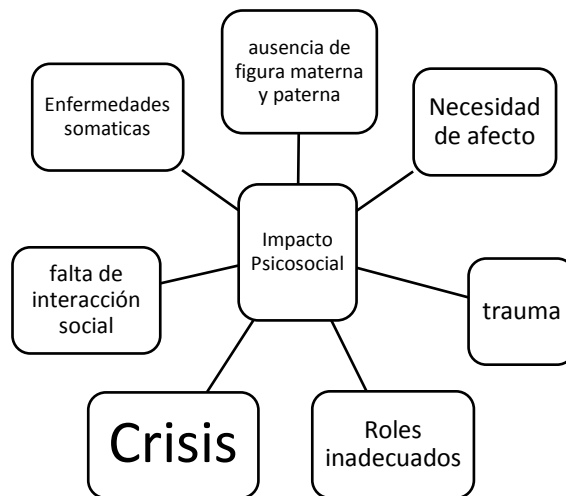 ausencia de
figura materna
y paterna
Enfermedades
somaticas
Necesidad
de afecto
Impacto
Psicosocial
falta de
interacción
social
trauma
Crisis
Roles
inadecuados